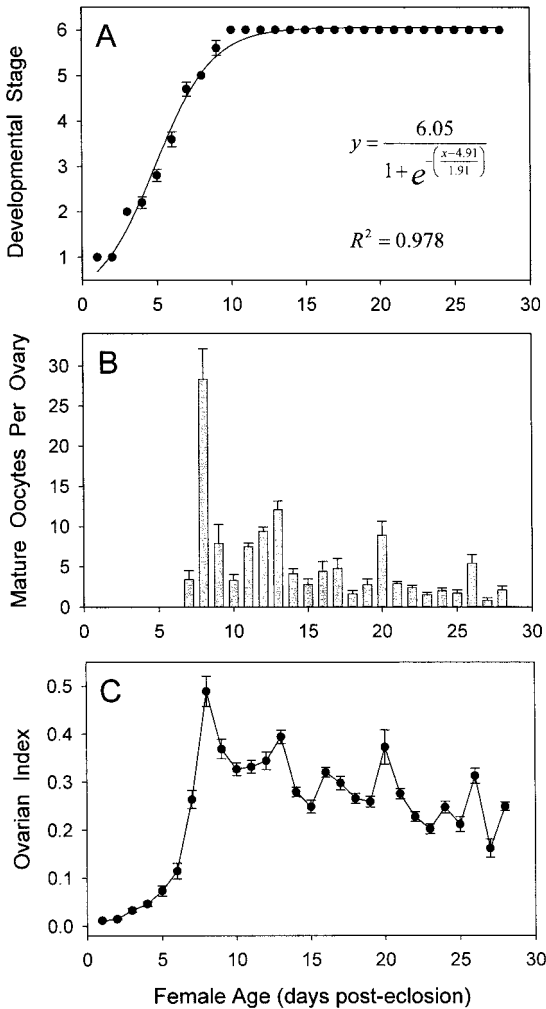 A
Developmental Stage
6
5
4
3
2
1
y = 6.05 / 1 + e^-((x−4.91)/1.91)
R² = 0.978
0 5 10 15 20 25 30
B
Mature Oocytes Per Ovary
30
25
20
15
10
5
0
0 5 10 15 20 25 30
C
Ovarian Index
0.5
0.4
0.3
0.2
0.1
0.0
0 5 10 15 20 25 30
Female Age (days post-eclosion)